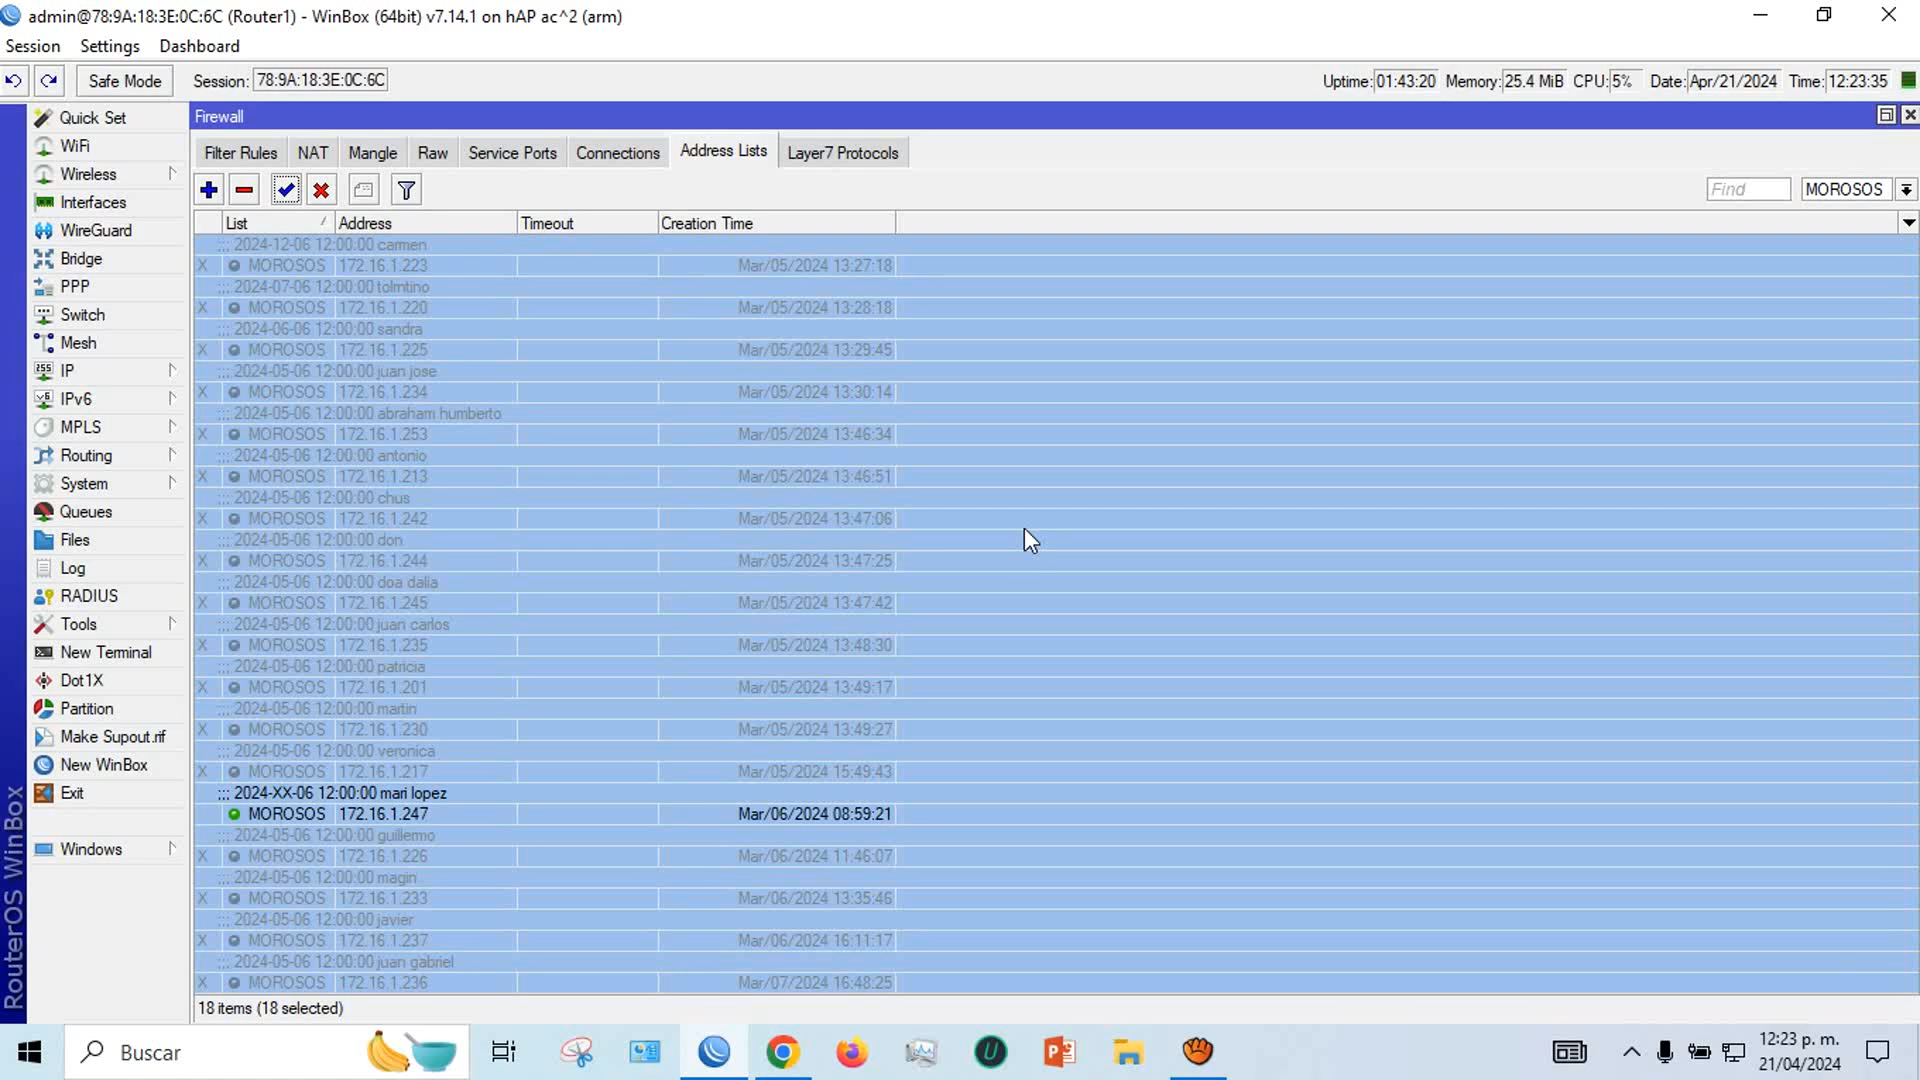 admin@78:9A:18:3E:0C:6C (Router1) - WinBox (64bit) v7.14.1 on hAP ac^2 (arm)
Session Settings Dashboard
Safe Mode Session: 78:9A:18:3E:0C:6C Uptime: 01:43:20 Memory: 25.4 MiB CPU: 5% Date: Apr/21/2024 Time: 12:23:35
Quick Set
WiFi
Wireless
Interfaces
WireGuard
Bridge
PPP
Switch
Mesh
IP
IPv6
MPLS
Routing
System
Queues
Files
Log
RADIUS
Tools
New Terminal
Dot1X
Partition
Make Supout.rif
New WinBox
Exit
Windows
RouterOS WinBox
Firewall
Filter Rules NAT Mangle Raw Service Ports Connections Address Lists Layer7 Protocols
Find MOROSOS
List Address Timeout Creation Time
;;; 2024-12-06 12:00:00 carmen
X MOROSOS 172.16.1.223 Mar/05/2024 13:27:18
;;; 2024-07-06 12:00:00 tolmtino
X MOROSOS 172.16.1.220 Mar/05/2024 13:28:18
;;; 2024-06-06 12:00:00 sandra
X MOROSOS 172.16.1.225 Mar/05/2024 13:29:45
;;; 2024-05-06 12:00:00 juan jose
X MOROSOS 172.16.1.234 Mar/05/2024 13:30:14
;;; 2024-05-06 12:00:00 abraham humberto
X MOROSOS 172.16.1.253 Mar/05/2024 13:46:34
;;; 2024-05-06 12:00:00 antonio
X MOROSOS 172.16.1.213 Mar/05/2024 13:46:51
;;; 2024-05-06 12:00:00 chus
X MOROSOS 172.16.1.242 Mar/05/2024 13:47:06
;;; 2024-05-06 12:00:00 don
X MOROSOS 172.16.1.244 Mar/05/2024 13:47:25
;;; 2024-05-06 12:00:00 doa dalia
X MOROSOS 172.16.1.245 Mar/05/2024 13:47:42
;;; 2024-05-06 12:00:00 juan carlos
X MOROSOS 172.16.1.235 Mar/05/2024 13:48:30
;;; 2024-05-06 12:00:00 patricia
X MOROSOS 172.16.1.201 Mar/05/2024 13:49:17
;;; 2024-05-06 12:00:00 martin
X MOROSOS 172.16.1.230 Mar/05/2024 13:49:27
;;; 2024-05-06 12:00:00 veronica
X MOROSOS 172.16.1.217 Mar/05/2024 15:49:43
;;; 2024-XX-06 12:00:00 mari lopez
MOROSOS 172.16.1.247 Mar/06/2024 08:59:21
;;; 2024-05-06 12:00:00 guillermo
X MOROSOS 172.16.1.226 Mar/06/2024 11:46:07
;;; 2024-05-06 12:00:00 magin
X MOROSOS 172.16.1.233 Mar/06/2024 13:35:46
;;; 2024-05-06 12:00:00 javier
X MOROSOS 172.16.1.237 Mar/06/2024 16:11:17
;;; 2024-05-06 12:00:00 juan gabriel
X MOROSOS 172.16.1.236 Mar/07/2024 16:48:25
18 items (18 selected)
Buscar
12:23 p. m.
21/04/2024